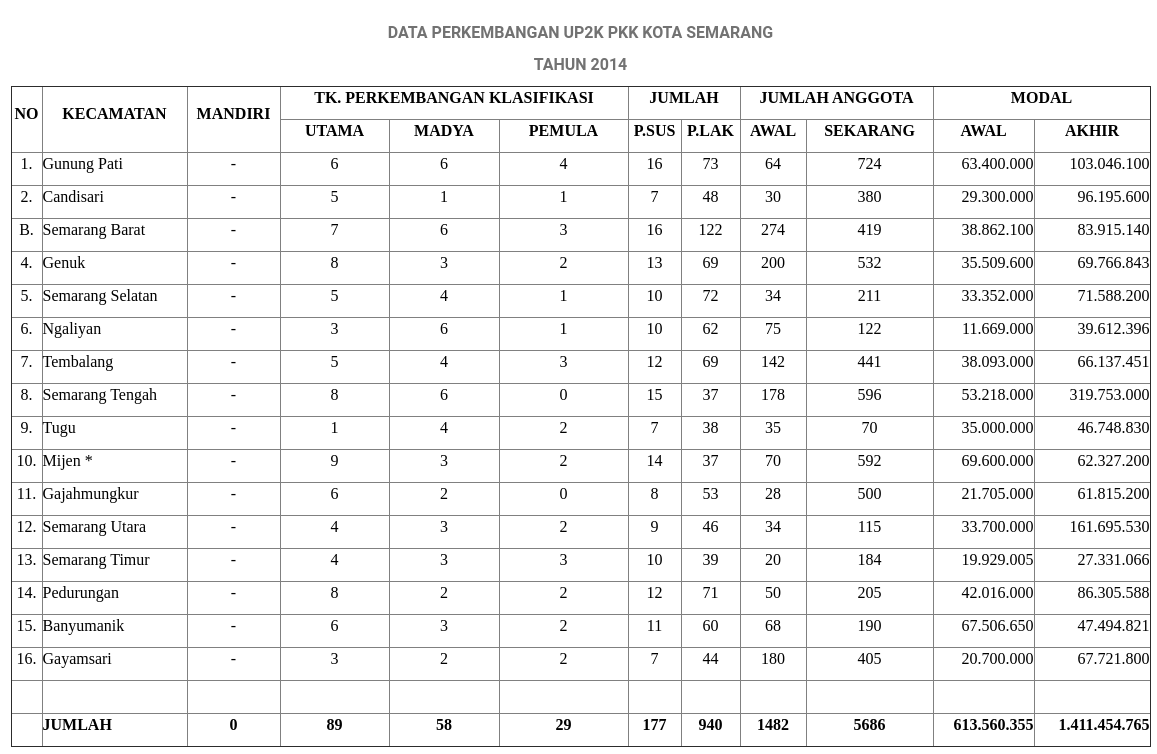 DATA PERKEMBANGAN UP2K PKK KOTA SEMARANG
TAHUN 2014
NO KECAMATAN MANDIRI TK. PERKEMBANGAN KLASIFIKASI JUMLAH JUMLAH ANGGOTA MODAL
UTAMA MADYA PEMULA P.SUS P.LAK AWAL SEKARANG AWAL AKHIR
1. Gunung Pati - 6 6 4 16 73 64 724 63.400.000 103.046.100
2. Candisari - 5 1 1 7 48 30 380 29.300.000 96.195.600
B. Semarang Barat - 7 6 3 16 122 274 419 38.862.100 83.915.140
4. Genuk - 8 3 2 13 69 200 532 35.509.600 69.766.843
5. Semarang Selatan - 5 4 1 10 72 34 211 33.352.000 71.588.200
6. Ngaliyan - 3 6 1 10 62 75 122 11.669.000 39.612.396
7. Tembalang - 5 4 3 12 69 142 441 38.093.000 66.137.451
8. Semarang Tengah - 8 6 0 15 37 178 596 53.218.000 319.753.000
9. Tugu - 1 4 2 7 38 35 70 35.000.000 46.748.830
10. Mijen * - 9 3 2 14 37 70 592 69.600.000 62.327.200
11. Gajahmungkur - 6 2 0 8 53 28 500 21.705.000 61.815.200
12. Semarang Utara - 4 3 2 9 46 34 115 33.700.000 161.695.530
13. Semarang Timur - 4 3 3 10 39 20 184 19.929.005 27.331.066
14. Pedurungan - 8 2 2 12 71 50 205 42.016.000 86.305.588
15. Banyumanik - 6 3 2 11 60 68 190 67.506.650 47.494.821
16. Gayamsari - 3 2 2 7 44 180 405 20.700.000 67.721.800
JUMLAH 0 89 58 29 177 940 1482 5686 613.560.355 1.411.454.765